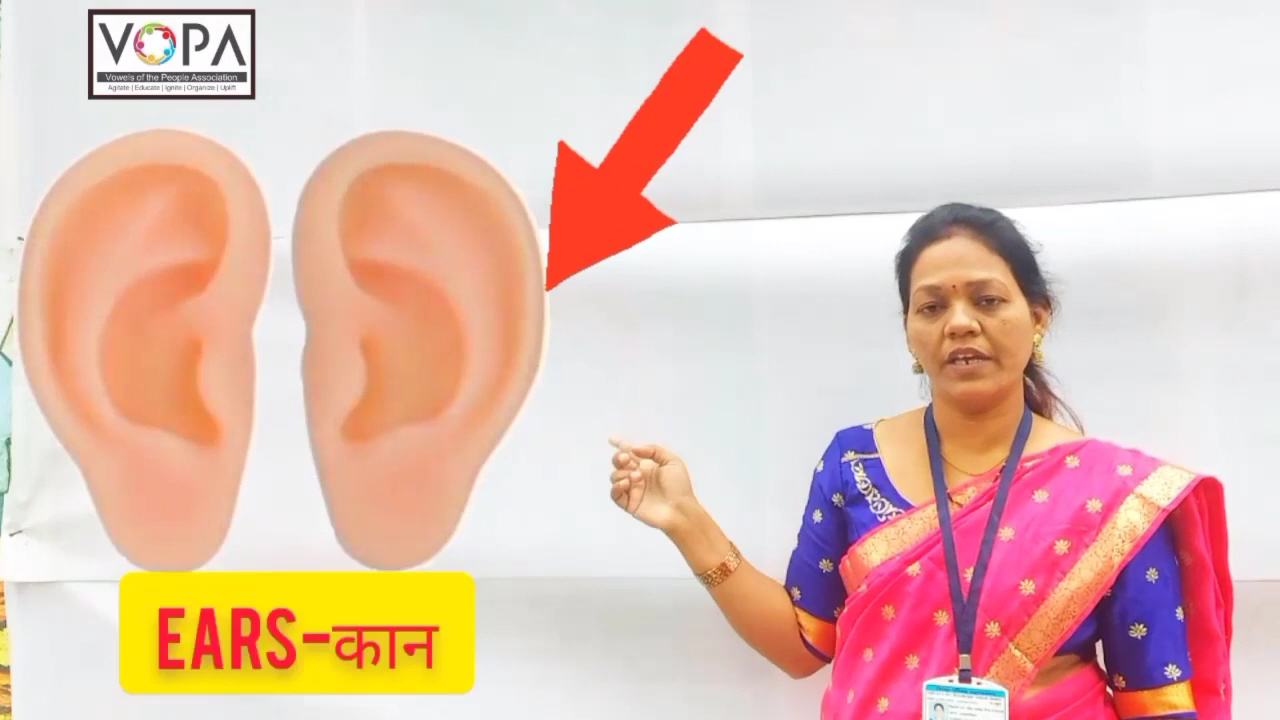 VOPA
Vowels of the People Association
Agitate | Educate | Ignite | Organize | Uplift
EARS-कान